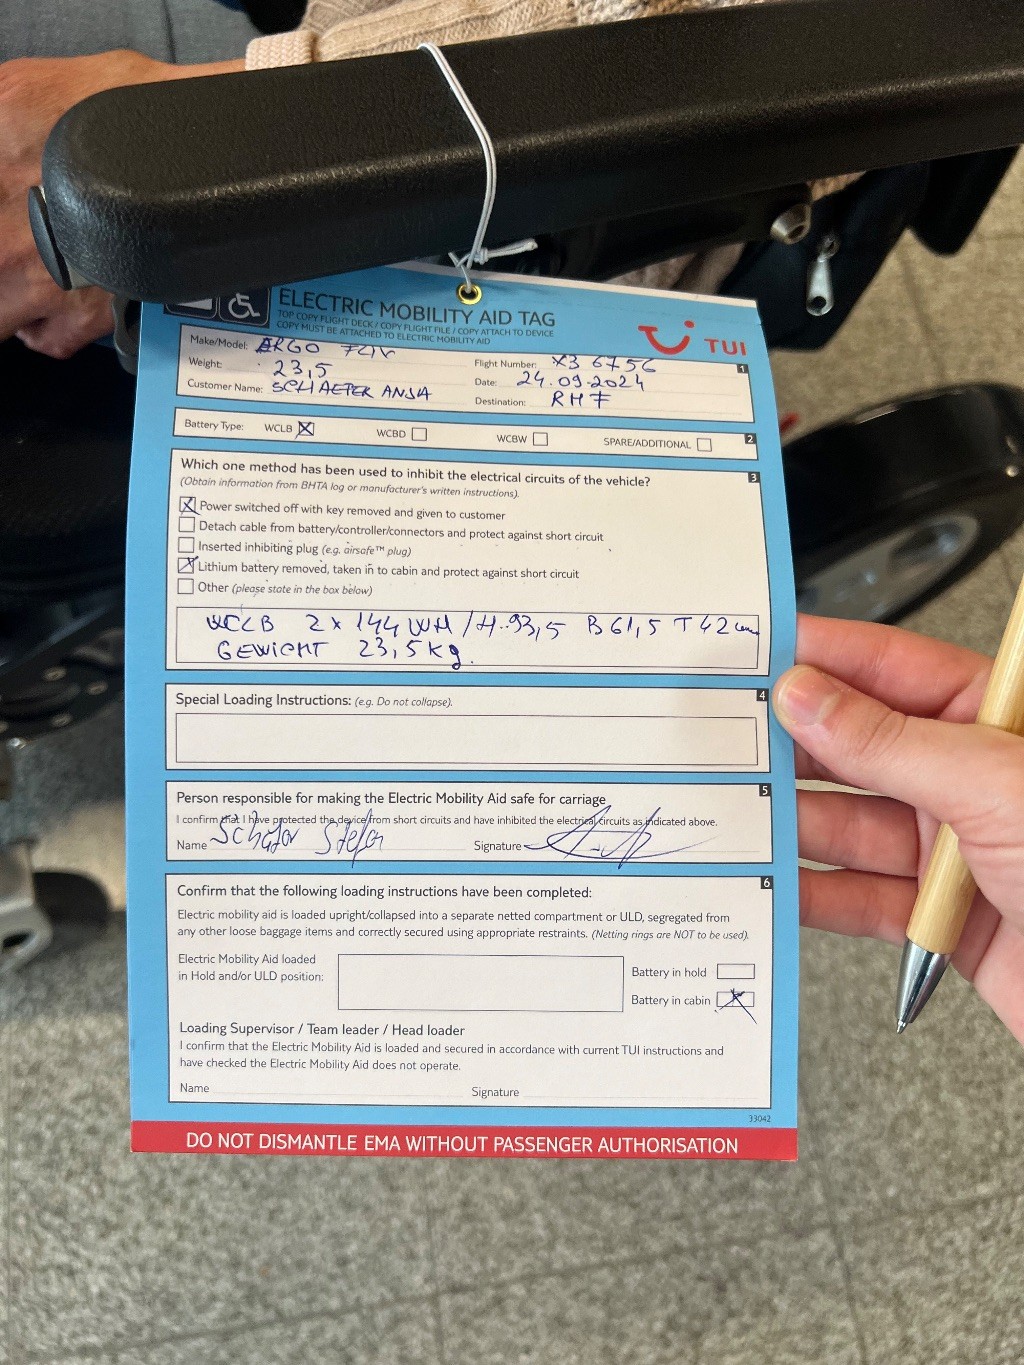 ELECTRIC MOBILITY AID TAG
TOP COPY FLIGHT DECK / COPY FLIGHT FILE / COPY ATTACH TO DEVICE
COPY MUST BE ATTACHED TO ELECTRIC MOBILITY AID
TUI
1
Make/Model: ARGO
Flight Number: X3 6756
Weight: 23,5
Date: 24.09.2024
Customer Name: SCHAEFER ANJA
Destination: RHF
2
Battery Type: WCLB WCBD WCBW SPARE/ADDITIONAL
3
Which one method has been used to inhibit the electrical circuits of the vehicle?
(Obtain information from BHTA log or manufacturer's written instructions).
Power switched off with key removed and given to customer
Detach cable from battery/controller/connectors and protect against short circuit
Inserted inhibiting plug (e.g. airsafe™ plug)
Lithium battery removed, taken in to cabin and protect against short circuit
Other (please state in the box below)
WCLB 2x 144 WH / H..93,5 B 61,5 T 42 cm
GEWICHT 23,5 kg.
4
Special Loading Instructions: (e.g. Do not collapse).
5
Person responsible for making the Electric Mobility Aid safe for carriage
I confirm that I have protected the device from short circuits and have inhibited the electrical circuits as indicated above.
Name Schäfer Stefan Signature
6
Confirm that the following loading instructions have been completed:
Electric mobility aid is loaded upright/collapsed into a separate netted compartment or ULD, segregated from
any other loose baggage items and correctly secured using appropriate restraints. (Netting rings are NOT to be used).
Electric Mobility Aid loaded
in Hold and/or ULD position:
Battery in hold
Battery in cabin
Loading Supervisor / Team leader / Head loader
I confirm that the Electric Mobility Aid is loaded and secured in accordance with current TUI instructions and
have checked the Electric Mobility Aid does not operate.
Name Signature
33042
DO NOT DISMANTLE EMA WITHOUT PASSENGER AUTHORISATION